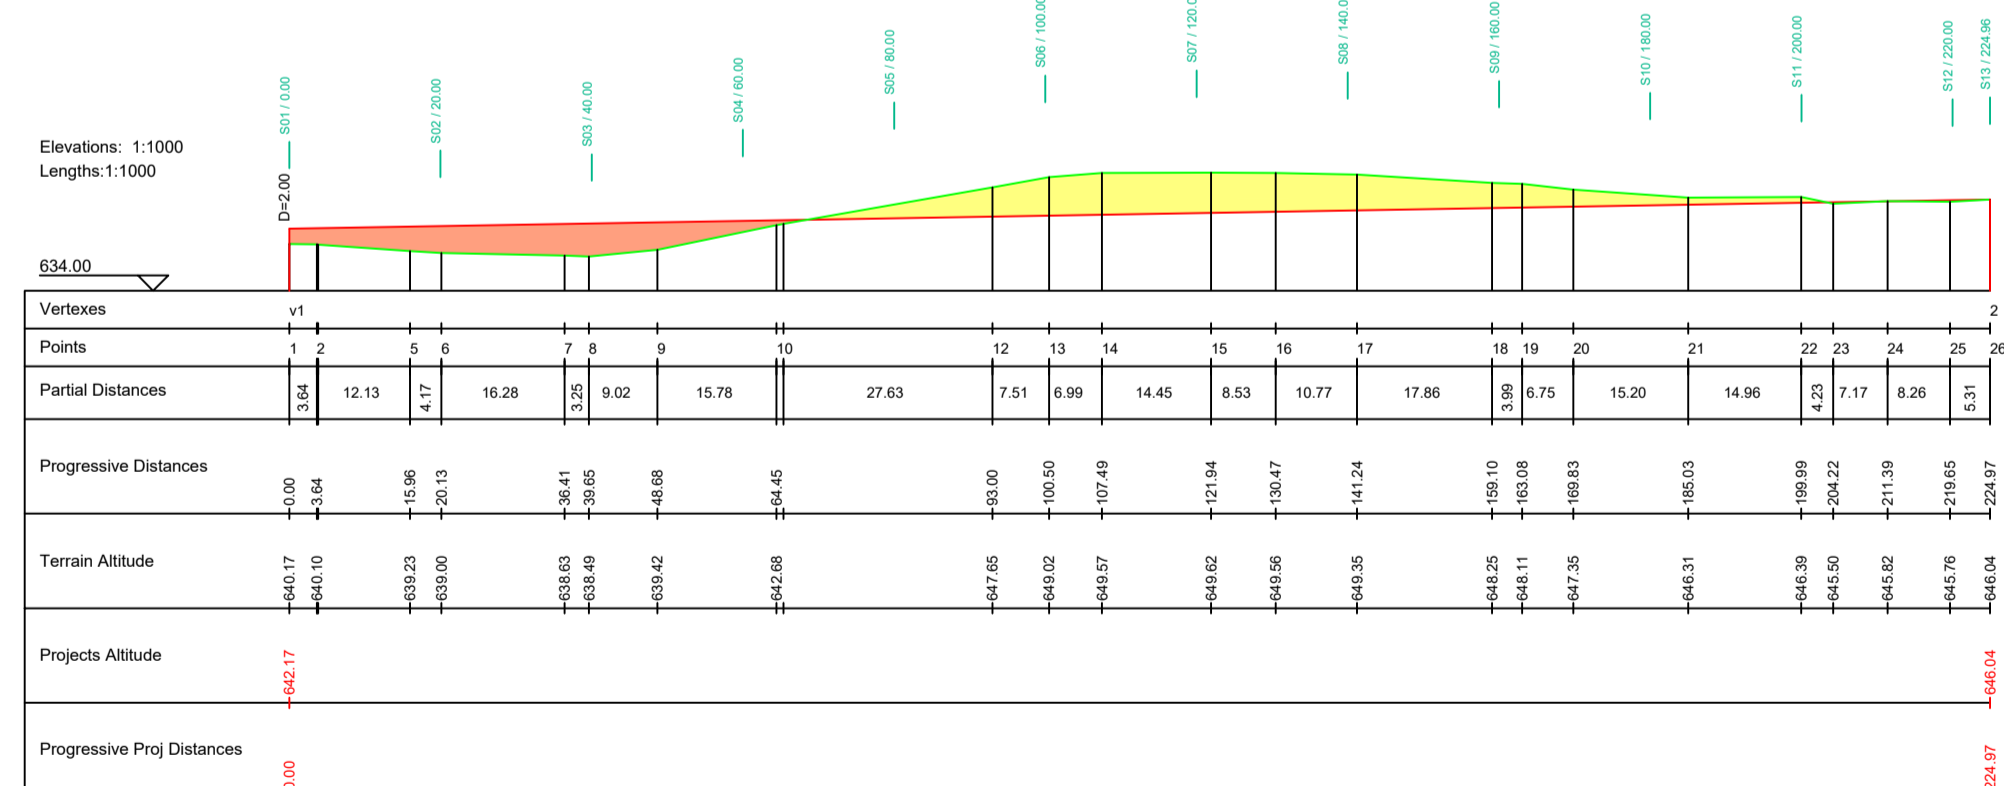 S01 / 0.00
S02 / 20.00
S03 / 40.00
S04 / 60.00
S05 / 80.00
S06 / 100.00
S07 / 120.0
S08 / 140.0
S09 / 160.00
S10 / 180.00
S11 / 200.00
S12 / 220.00
S13 / 224.96
Elevations: 1:1000
Lengths:1:1000
D=2.00
634.00
Vertexes v1 2
Points 1 2 5 6 7 8 9 10 12 13 14 15 16 17 18 19 20 21 22 23 24 25 26
Partial Distances 3.64 12.13 4.17 16.28 3.25 9.02 15.78 27.63 7.51 6.99 14.45 8.53 10.77 17.86 3.99 6.75 15.20 14.96 4.23 7.17 8.26 5.31
Progressive Distances 0.00 3.64 15.96 20.13 36.41 39.65 48.68 64.45 93.00 100.50 107.49 121.94 130.47 141.24 159.10 163.08 169.83 185.03 199.99 204.22 211.39 219.65 224.97
Terrain Altitude 640.17 640.10 639.23 639.00 638.63 638.49 639.42 642.68 647.65 649.02 649.57 649.62 649.56 649.35 648.25 648.11 647.35 646.31 646.39 645.50 645.82 645.76 646.04
Projects Altitude 642.17 646.04
Progressive Proj Distances 0.00 224.97